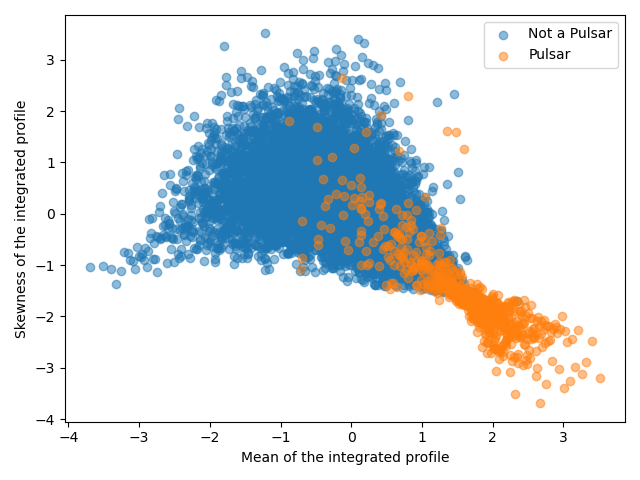 Not a Pulsar
Pulsar
Skewness of the integrated profile
3
2
1
0
−1
−2
−3
−4
−4 −3 −2 −1 0 1 2 3
Mean of the integrated profile